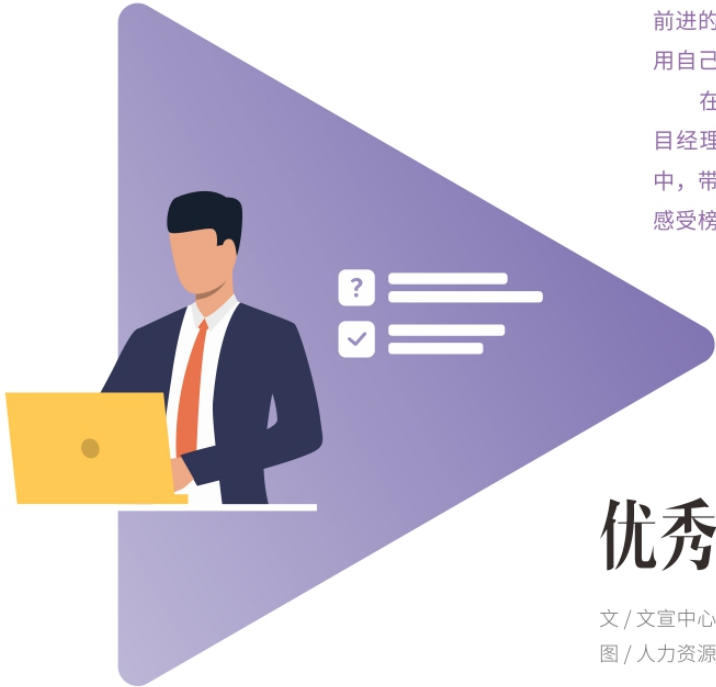 前进的
用自己
在
目经理
中，带
感受榜
?
优秀
文 / 文宣中心
图 / 人力资源